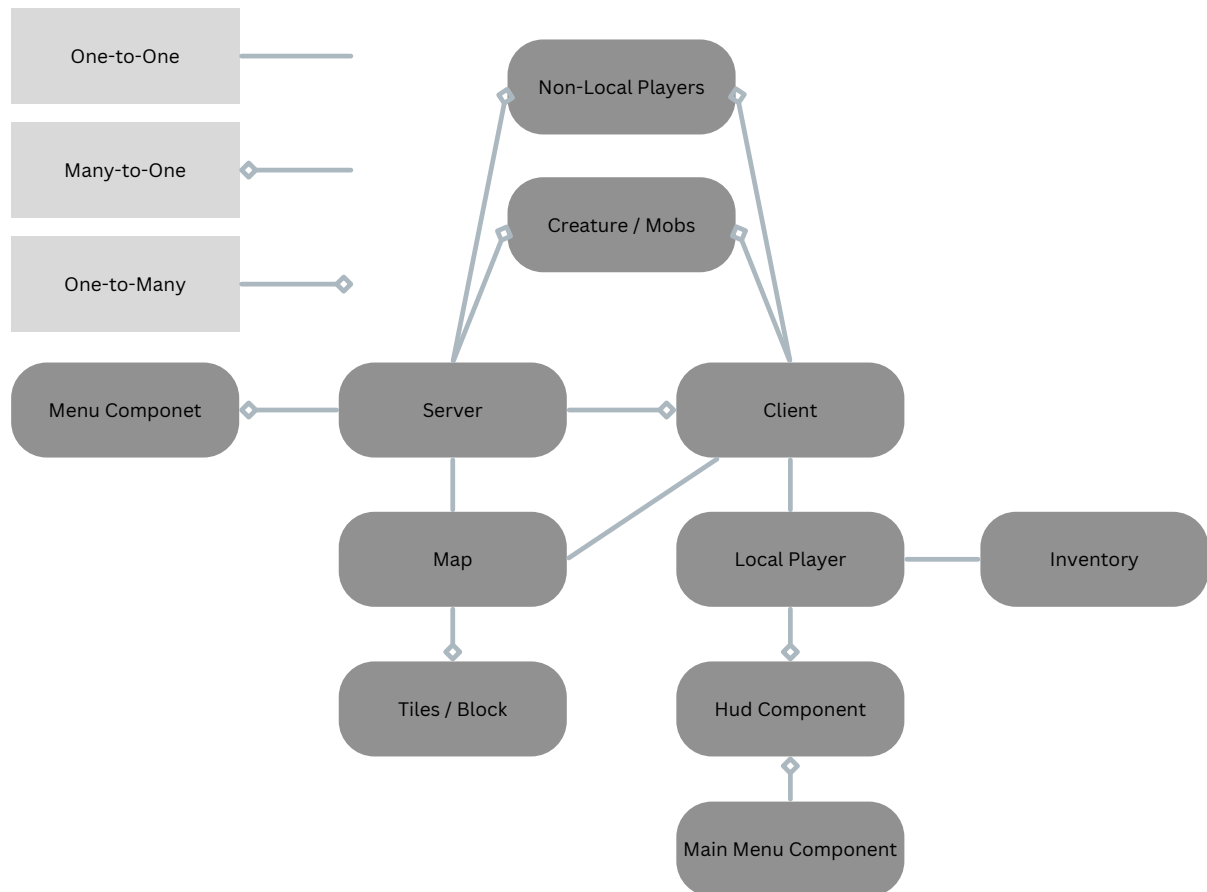 One-to-One
Non-Local Players
Many-to-One
Creature / Mobs
One-to-Many
Menu Componet
Server
Client
Map
Local Player
Inventory
Tiles / Block
Hud Component
Main Menu Component